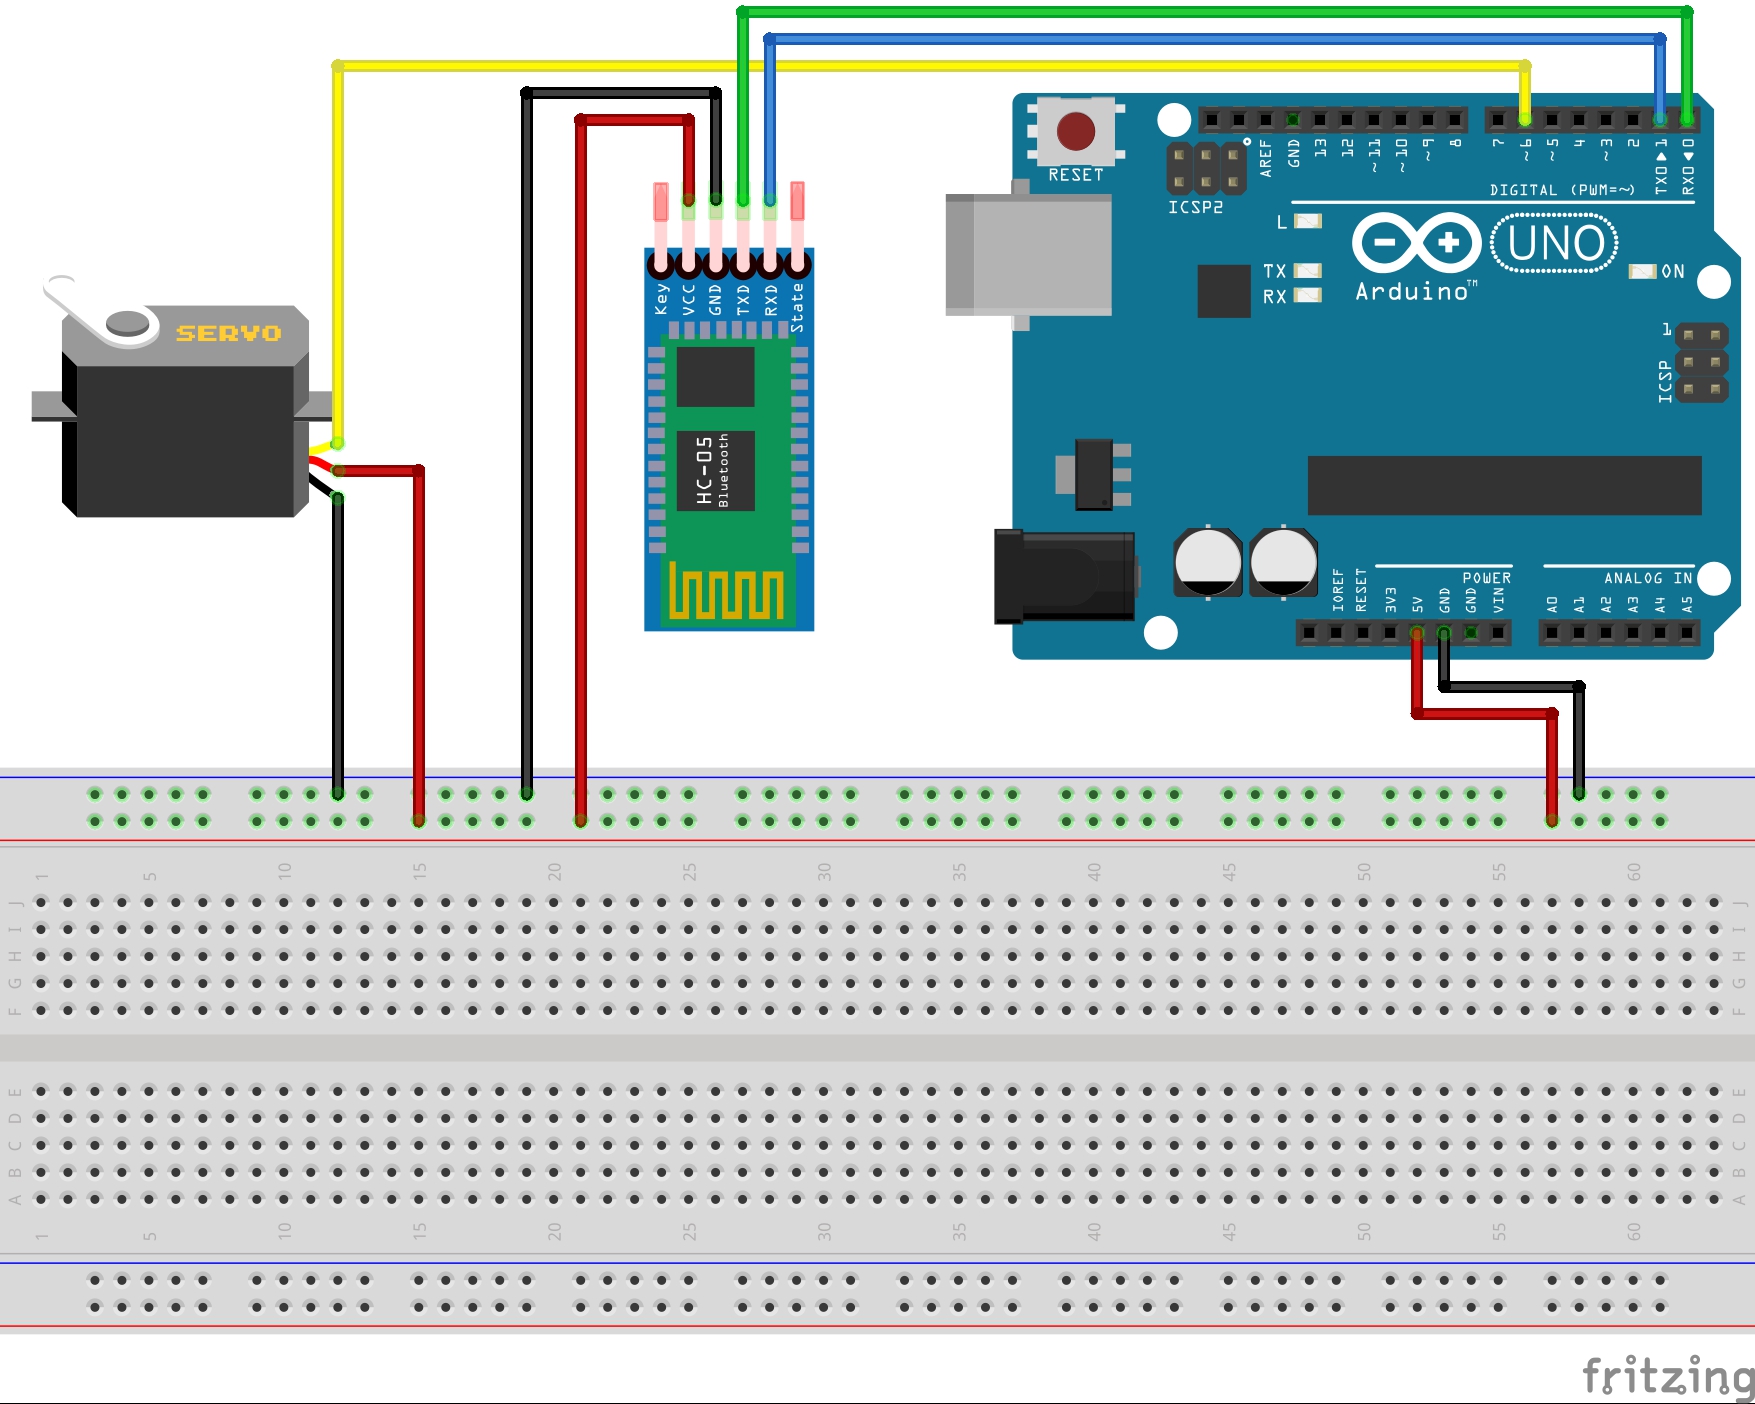 RESET
ICSP2
AREF
GND
13
12
~11
~10
~9
8
7
~6
~5
4
~3
2
TX0▶1
RX0◀0
DIGITAL (PWM=~)
L
TX
RX
UNO
Arduino™
ON
1
ICSP
SERVO
Key
VCC
GND
TXD
RXD
State
HC-05
Bluetooth
IOREF
RESET
3V3
5V
GND
GND
VIN
POWER
ANALOG IN
A0
A1
A2
A3
A4
A5
1 5 10 15 20 25 30 35 40 45 50 55 60
J J
I I
H H
G G
F F
E E
D D
C C
B B
A A
1 5 10 15 20 25 30 35 40 45 50 55 60
fritzing